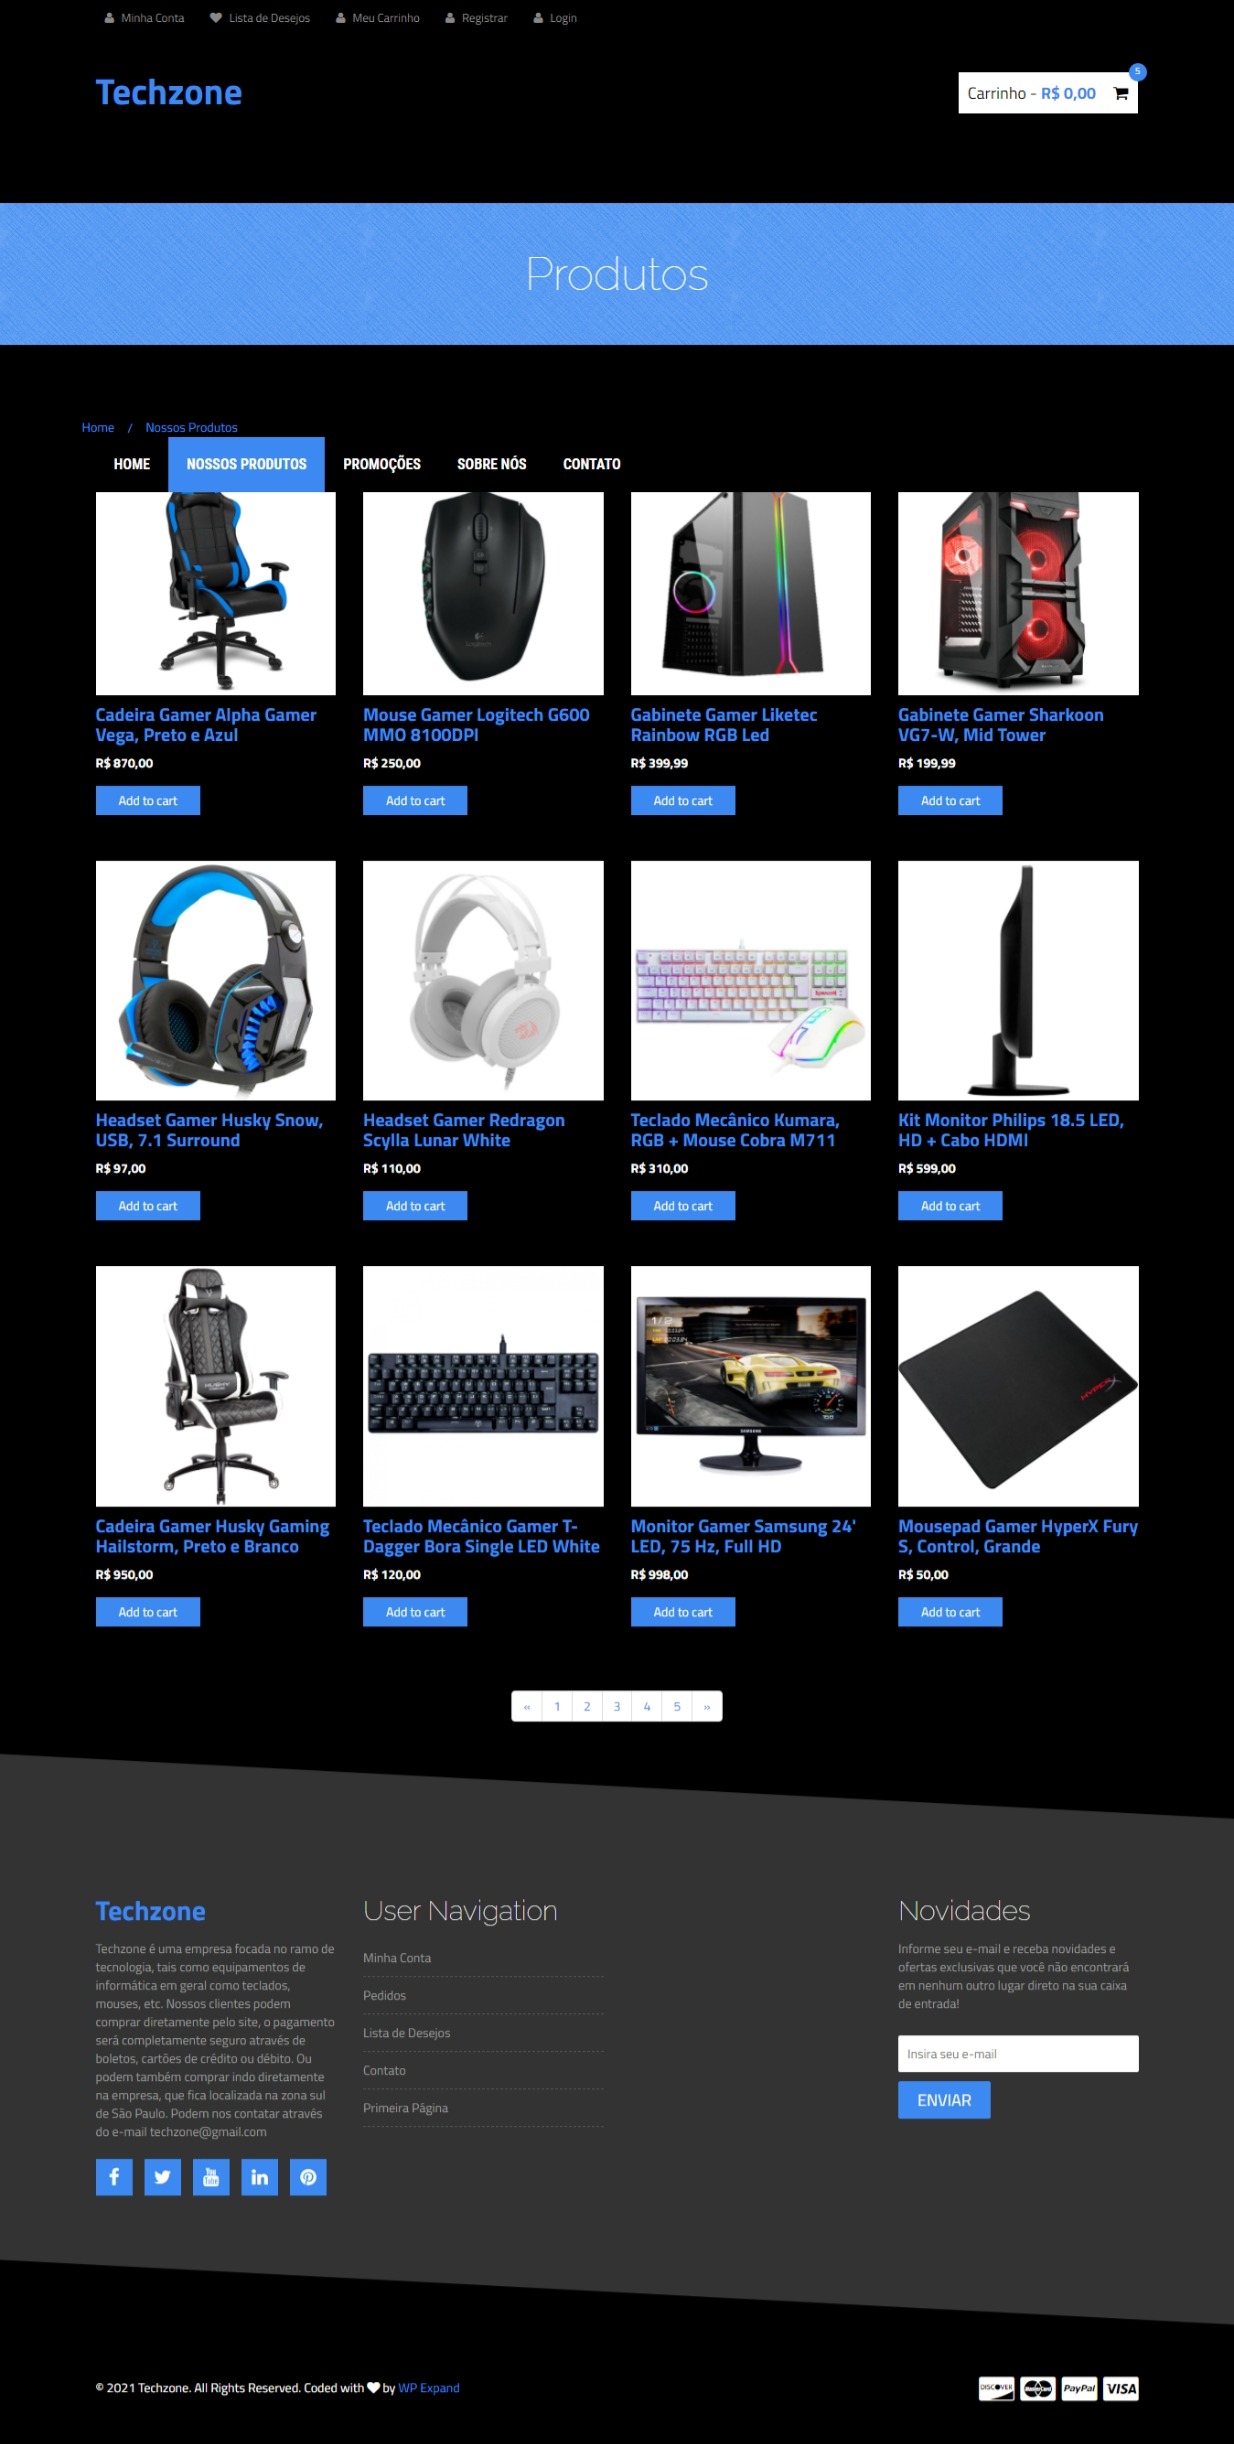 Minha Conta Lista de Desejos Meu Carrinho Registrar Login
Techzone
Carrinho - R$ 0,00
5
Produtos
Home / Nossos Produtos
HOME NOSSOS PRODUTOS PROMOÇÕES SOBRE NÓS CONTATO
Cadeira Gamer Alpha Gamer
Vega, Preto e Azul
R$ 870,00
Add to cart
Mouse Gamer Logitech G600
MMO 8100DPI
R$ 250,00
Add to cart
Gabinete Gamer Liketec
Rainbow RGB Led
R$ 399,99
Add to cart
Gabinete Gamer Sharkoon
VG7-W, Mid Tower
R$ 199,99
Add to cart
Headset Gamer Husky Snow,
USB, 7.1 Surround
R$ 97,00
Add to cart
Headset Gamer Redragon
Scylla Lunar White
R$ 110,00
Add to cart
Teclado Mecânico Kumara,
RGB + Mouse Cobra M711
R$ 310,00
Add to cart
Kit Monitor Philips 18.5 LED,
HD + Cabo HDMI
R$ 599,00
Add to cart
HUSKY
Cadeira Gamer Husky Gaming
Hailstorm, Preto e Branco
R$ 950,00
Add to cart
Teclado Mecânico Gamer T-
Dagger Bora Single LED White
R$ 120,00
Add to cart
SAMSUNG
Monitor Gamer Samsung 24'
LED, 75 Hz, Full HD
R$ 998,00
Add to cart
HYPERX
Mousepad Gamer HyperX Fury
S, Control, Grande
R$ 50,00
Add to cart
« 1 2 3 4 5 »
Techzone
Techzone é uma empresa focada no ramo de
tecnologia, tais como equipamentos de
informática em geral como teclados,
mouses, etc. Nossos clientes podem
comprar diretamente pelo site, o pagamento
será completamente seguro através de
boletos, cartões de crédito ou débito. Ou
podem também comprar indo diretamente
na empresa, que fica localizada na zona sul
de São Paulo. Podem nos contatar através
do e-mail techzone@gmail.com
User Navigation
Minha Conta
Pedidos
Lista de Desejos
Contato
Primeira Página
Novidades
Informe seu e-mail e receba novidades e
ofertas exclusivas que você não encontrará
em nenhum outro lugar direto na sua caixa
de entrada!
Insira seu e-mail
ENVIAR
© 2021 Techzone. All Rights Reserved. Coded with by WP Expand
DISCOVER MasterCard PayPal VISA